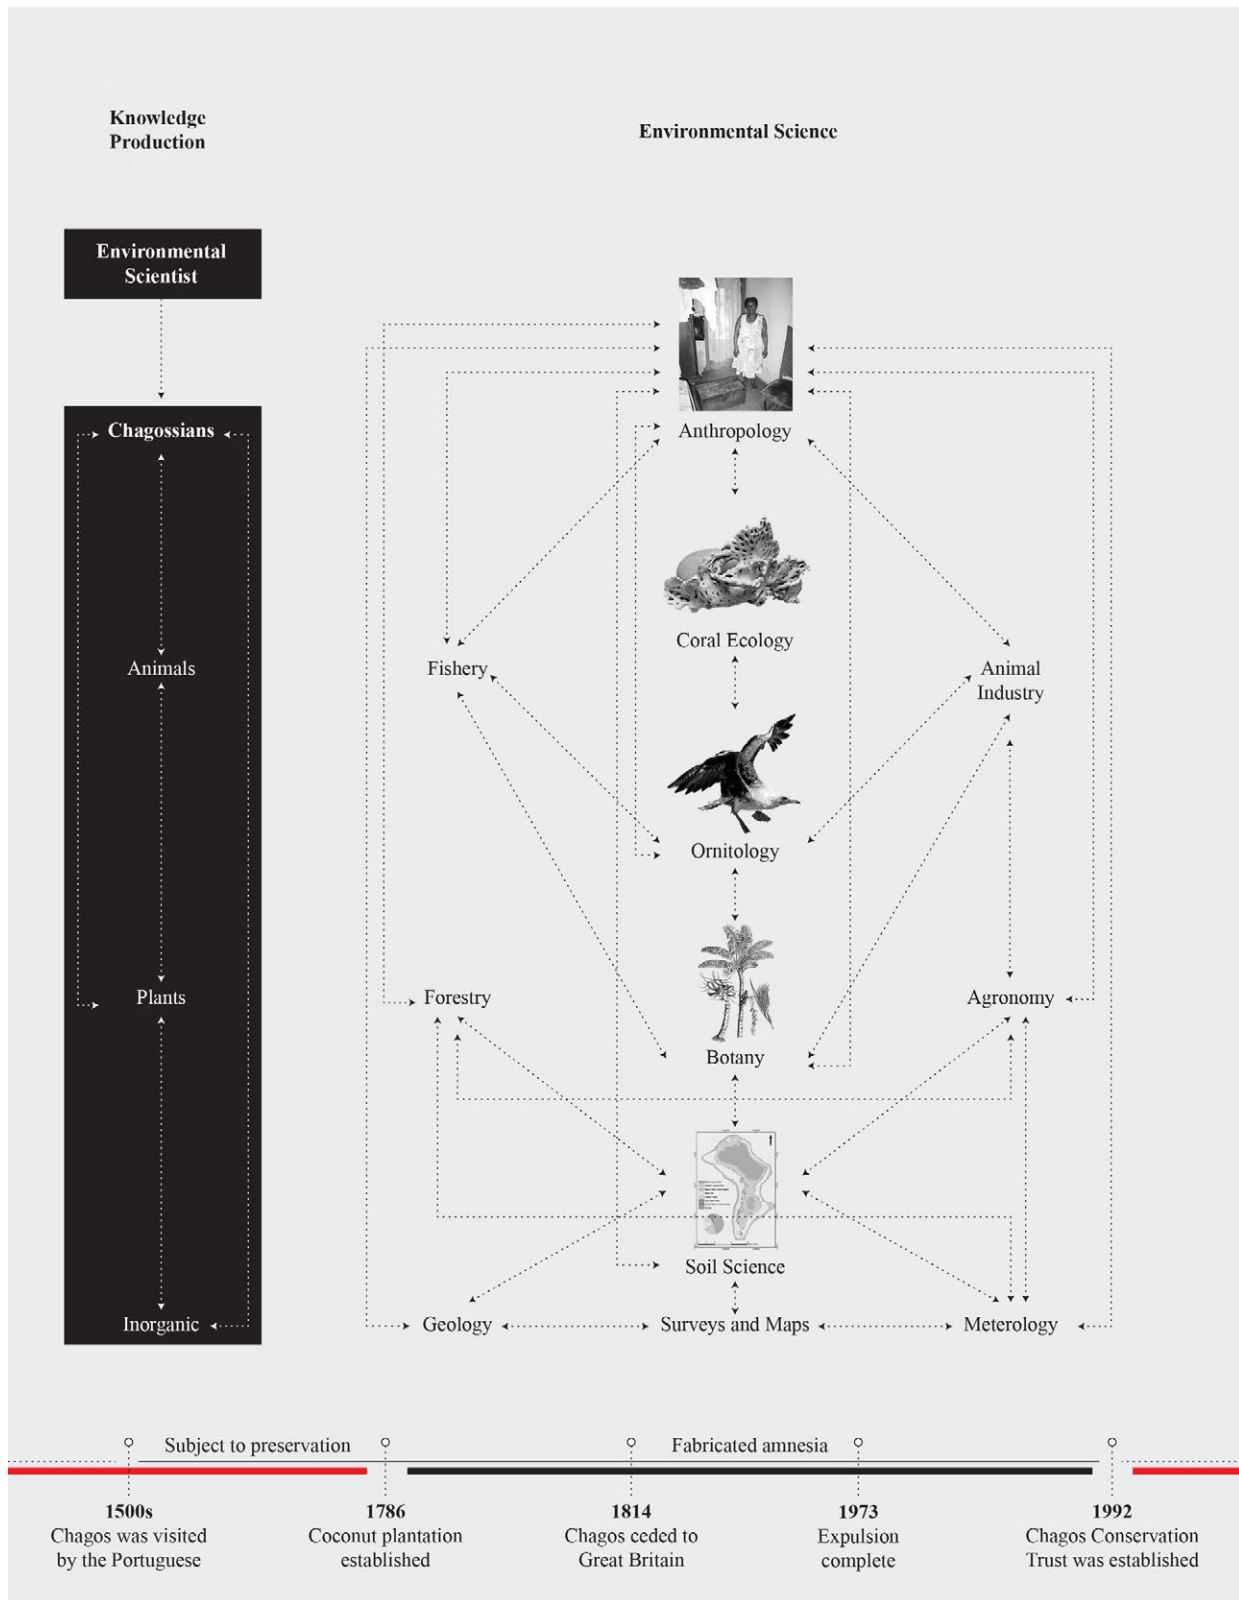 Knowledge
Production
Environmental Science
Environmental
Scientist
Chagossians
Anthropology
Coral Ecology
Animals
Fishery
Animal
Industry
Ornitology
Plants
Forestry
Agronomy
Botany
Soil Science
Inorganic
Geology
Surveys and Maps
Meterology
Subject to preservation
Fabricated amnesia
1500s
Chagos was visited
by the Portuguese
1786
Coconut plantation
established
1814
Chagos ceded to
Great Britain
1973
Expulsion
complete
1992
Chagos Conservation
Trust was established